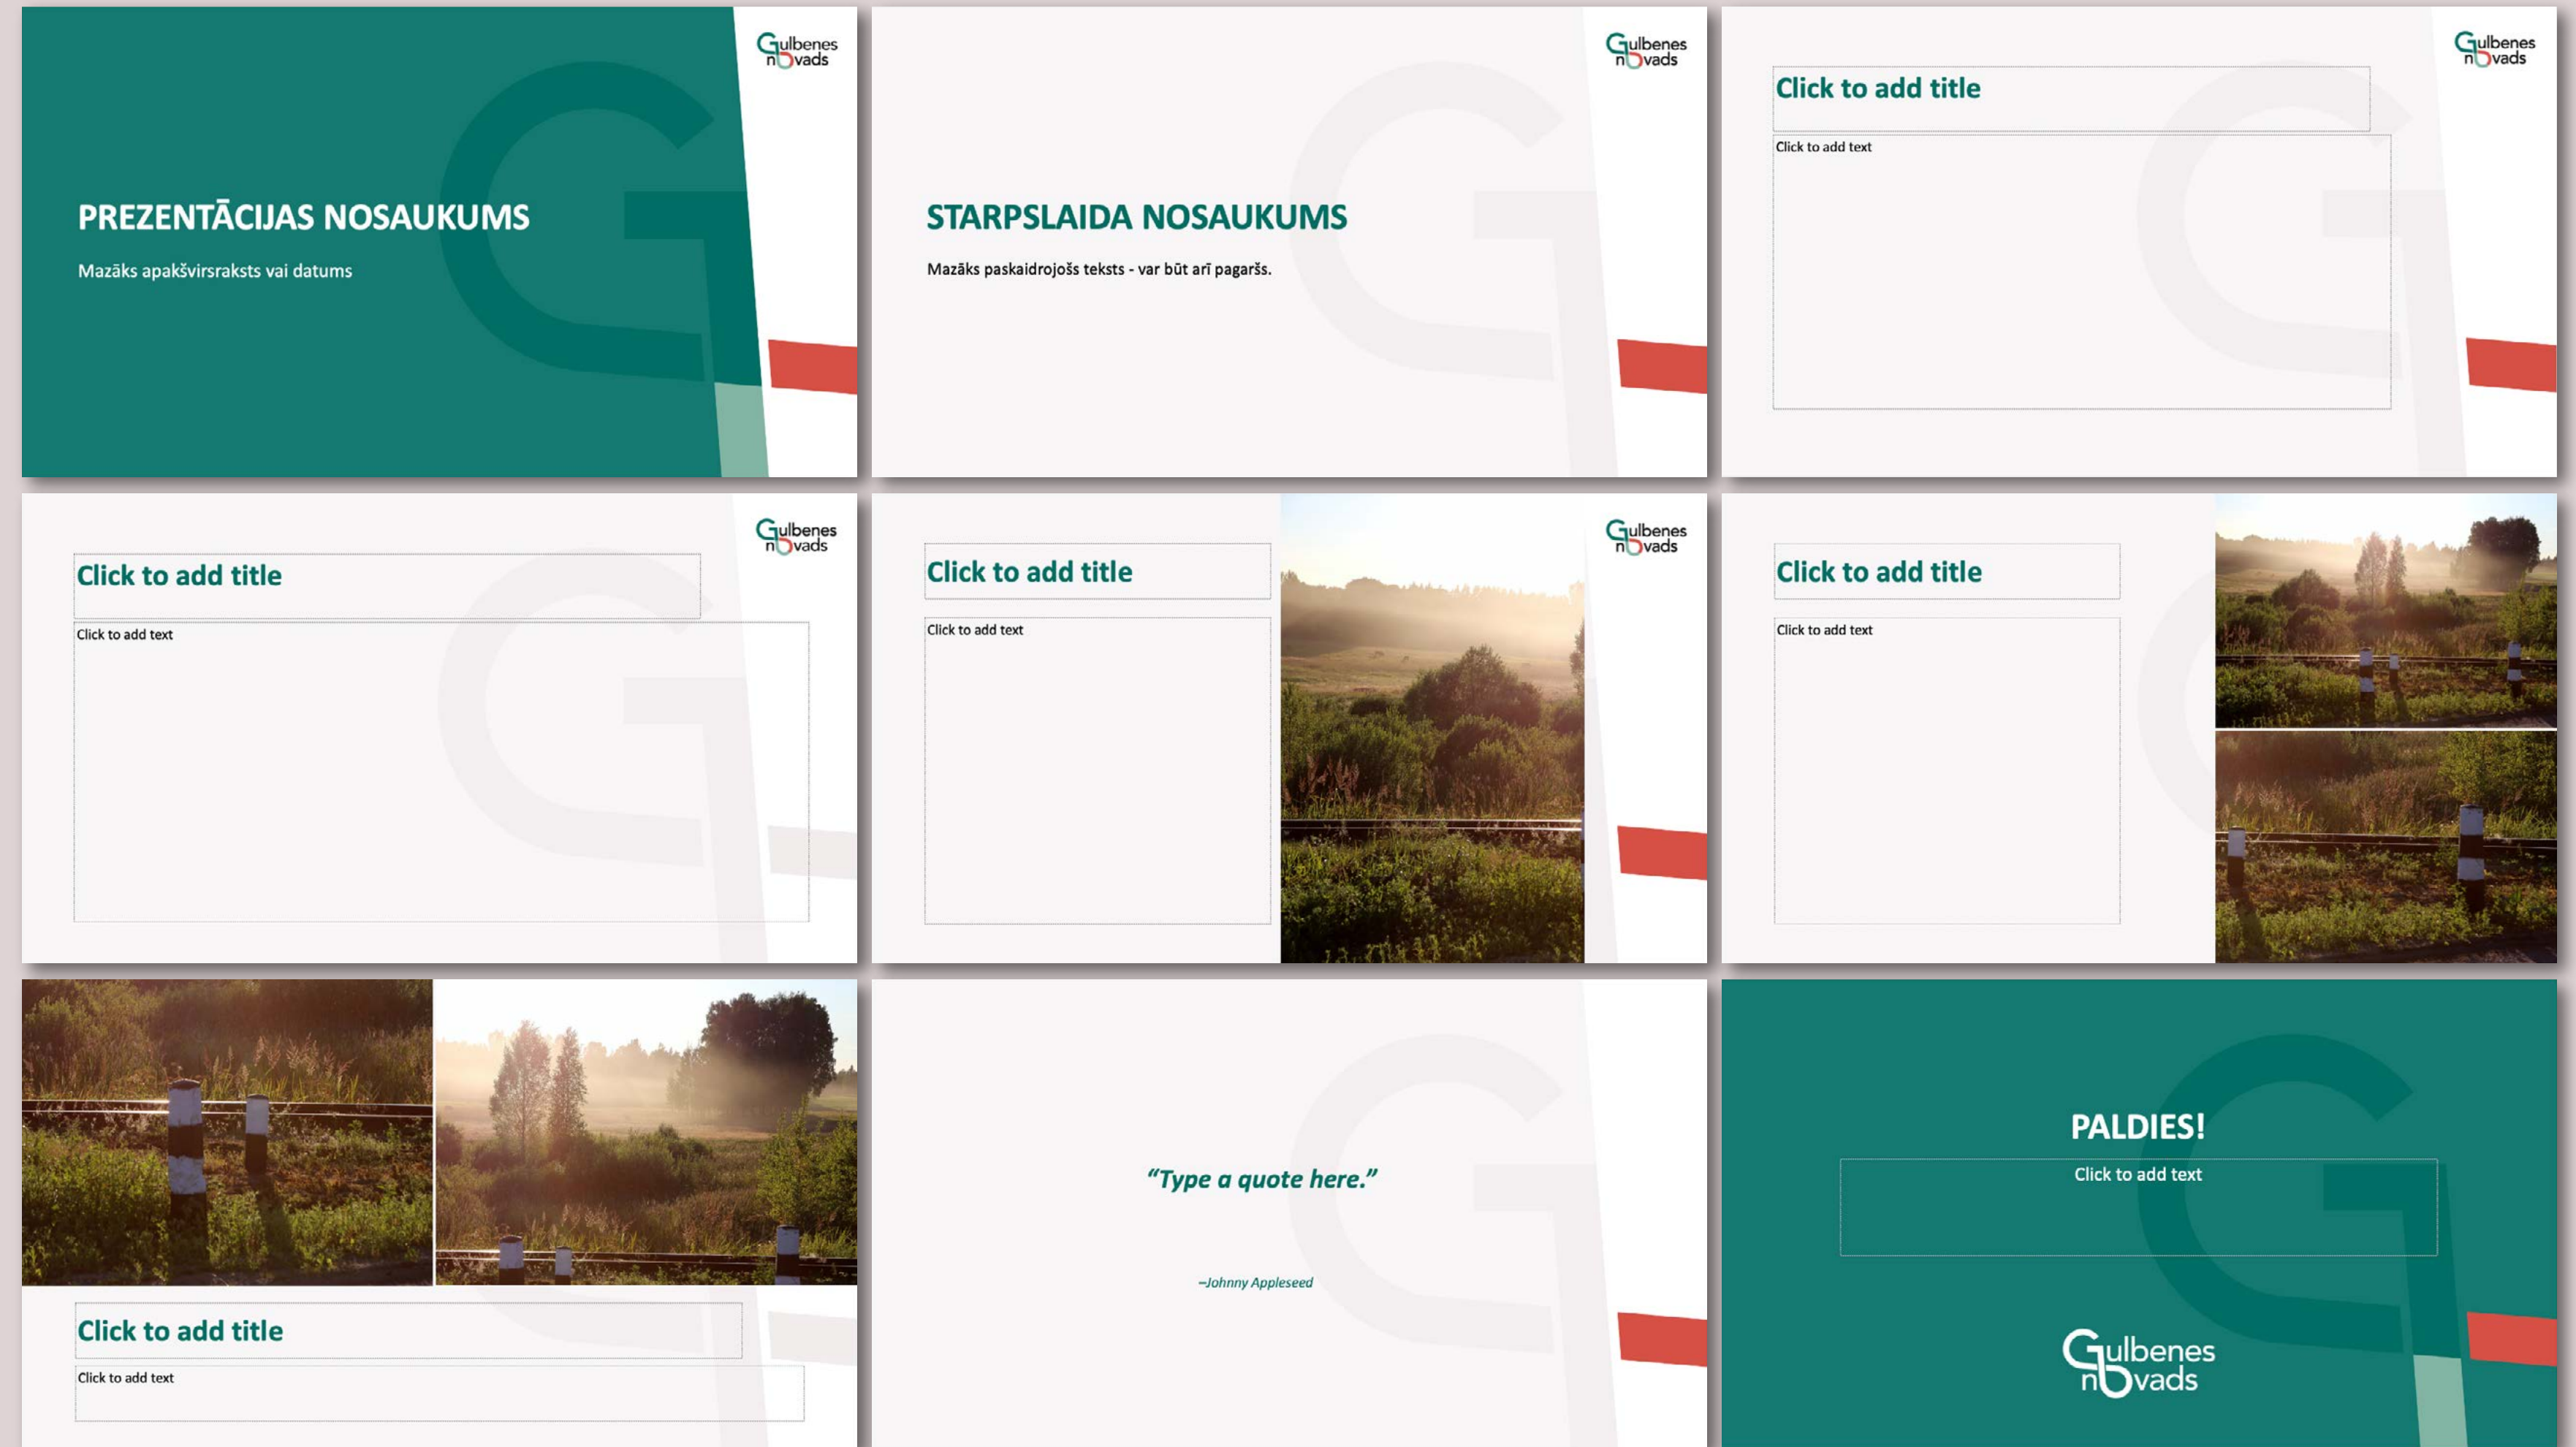 Gulbenes
novads
PREZENTĀCIJAS NOSAUKUMS
Mazāks apakšvirsraksts vai datums
Gulbenes
novads
STARPSLAIDA NOSAUKUMS
Mazāks paskaidrojošs teksts - var būt arī pagaršs.
Gulbenes
novads
Click to add title
Click to add text
Gulbenes
novads
Click to add title
Click to add text
Gulbenes
novads
Click to add title
Click to add text
Click to add title
Click to add text
Click to add title
Click to add text
“Type a quote here.”
–Johnny Appleseed
PALDIES!
Click to add text
Gulbenes
novads